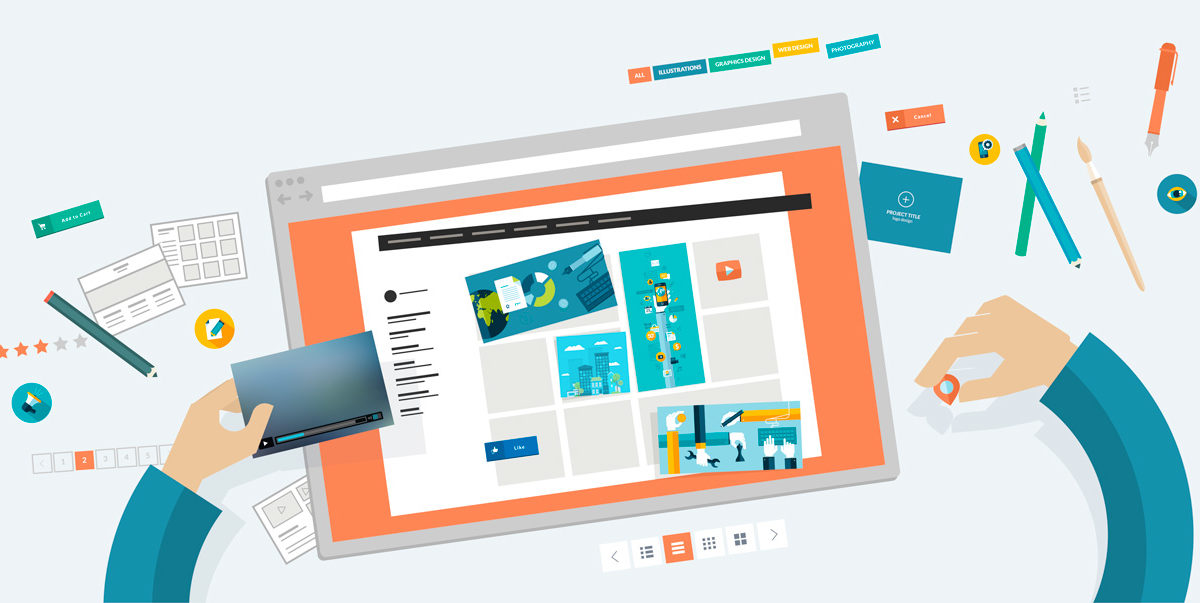 ALL
ILLUSTRATIONS
GRAPHICS DESIGN
WEB DESIGN
PHOTOGRAPHY
Cancel
PROJECT TITLE
logo design
Add to Cart
1 2 3 4 5
Like